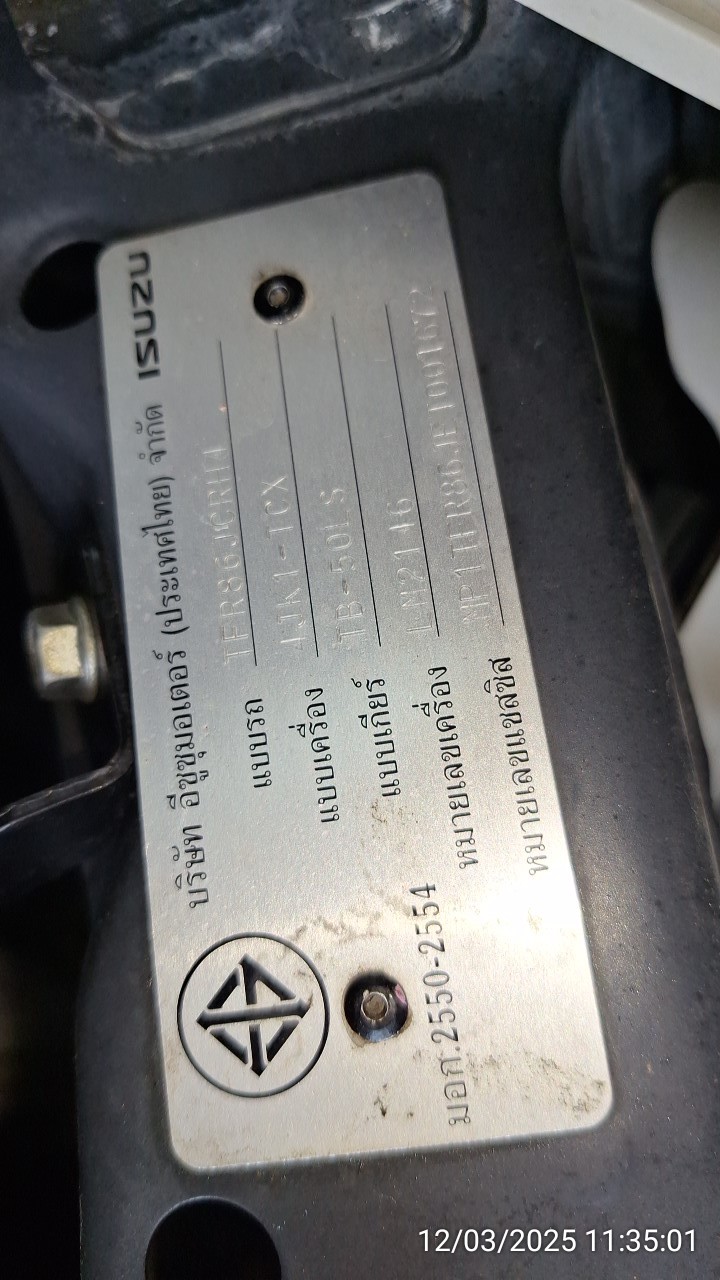 บริษัท อีซูซุมอเตอร์ (ประเทศไทย) จำกัด ISUZU
แบบรถ
แบบเครื่อง 4JK1-TCX
แบบเกียร์ TB-50LS
หมายเลขเครื่อง
หมายเลขแชสซิส
มอก.2550-2554
12/03/2025 11:35:01